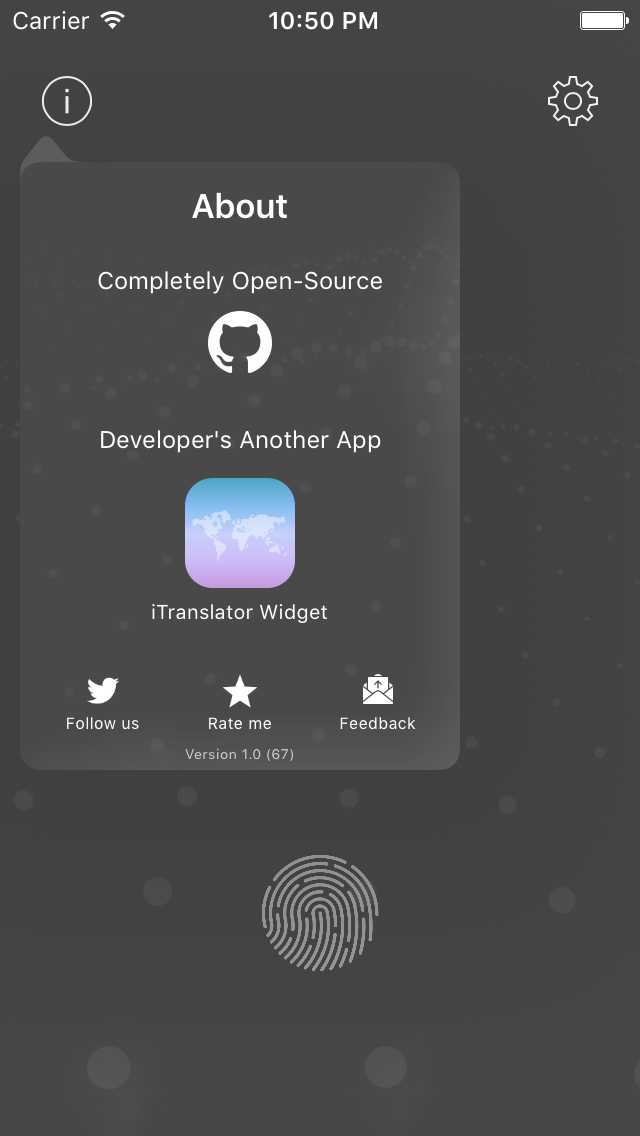 Carrier 10:50 PM
i
About
Completely Open-Source
Developer's Another App
iTranslator Widget
Follow us Rate me Feedback
Version 1.0 (67)